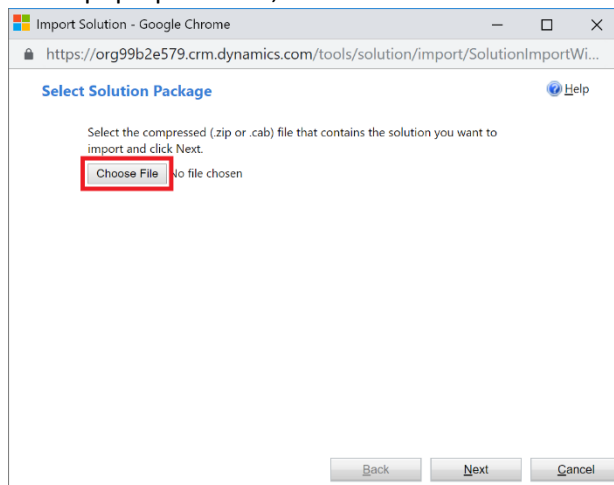 Import Solution - Google Chrome
https://org99b2e579.crm.dynamics.com/tools/solution/import/SolutionImportWi...
Select Solution Package
Help
Select the compressed (.zip or .cab) file that contains the solution you want to
import and click Next.
Choose File No file chosen
Back Next Cancel